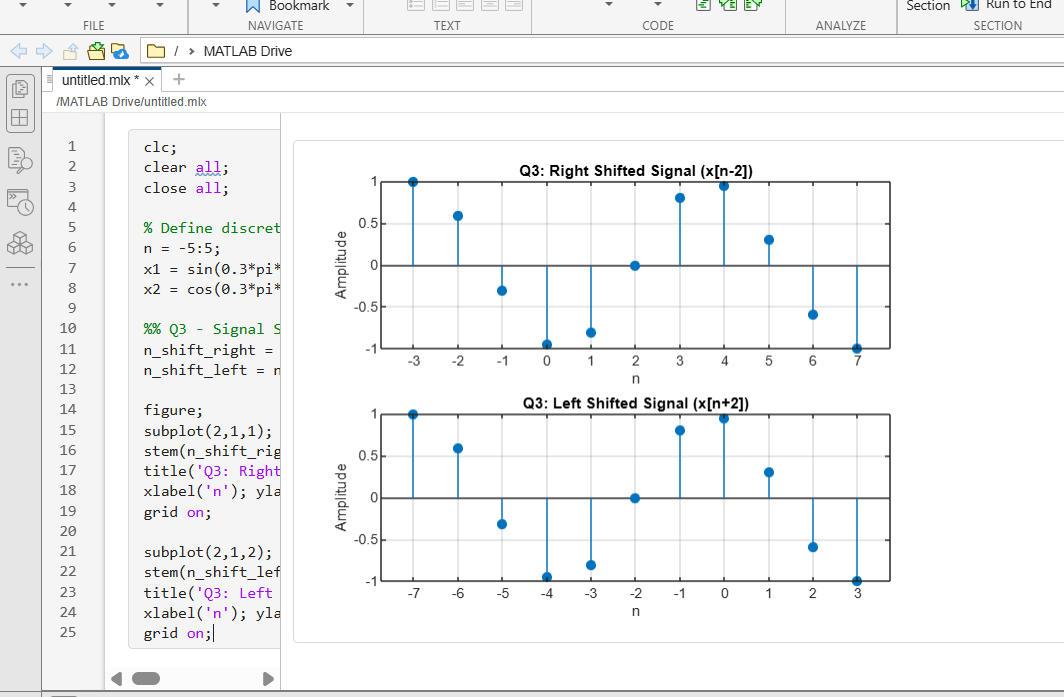 Bookmark
Section
Run to End
FILE
NAVIGATE
TEXT
CODE
ANALYZE
SECTION
/ › MATLAB Drive
untitled.mlx * ×
+
/MATLAB Drive/untitled.mlx
1 clc;
2 clear all;
3 close all;
4
5 % Define discret
6 n = -5:5;
7 x1 = sin(0.3*pi*
8 x2 = cos(0.3*pi*
9
10 %% Q3 - Signal S
11 n_shift_right =
12 n_shift_left = n
13
14 figure;
15 subplot(2,1,1);
16 stem(n_shift_rig
17 title('Q3: Right
18 xlabel('n'); yla
19 grid on;
20
21 subplot(2,1,2);
22 stem(n_shift_lef
23 title('Q3: Left
24 xlabel('n'); yla
25 grid on;
Q3: Right Shifted Signal (x[n-2])
1
0.5
0
-0.5
-1
Amplitude
-3 -2 -1 0 1 2 3 4 5 6 7
n
Q3: Left Shifted Signal (x[n+2])
1
0.5
0
-0.5
-1
Amplitude
-7 -6 -5 -4 -3 -2 -1 0 1 2 3
n